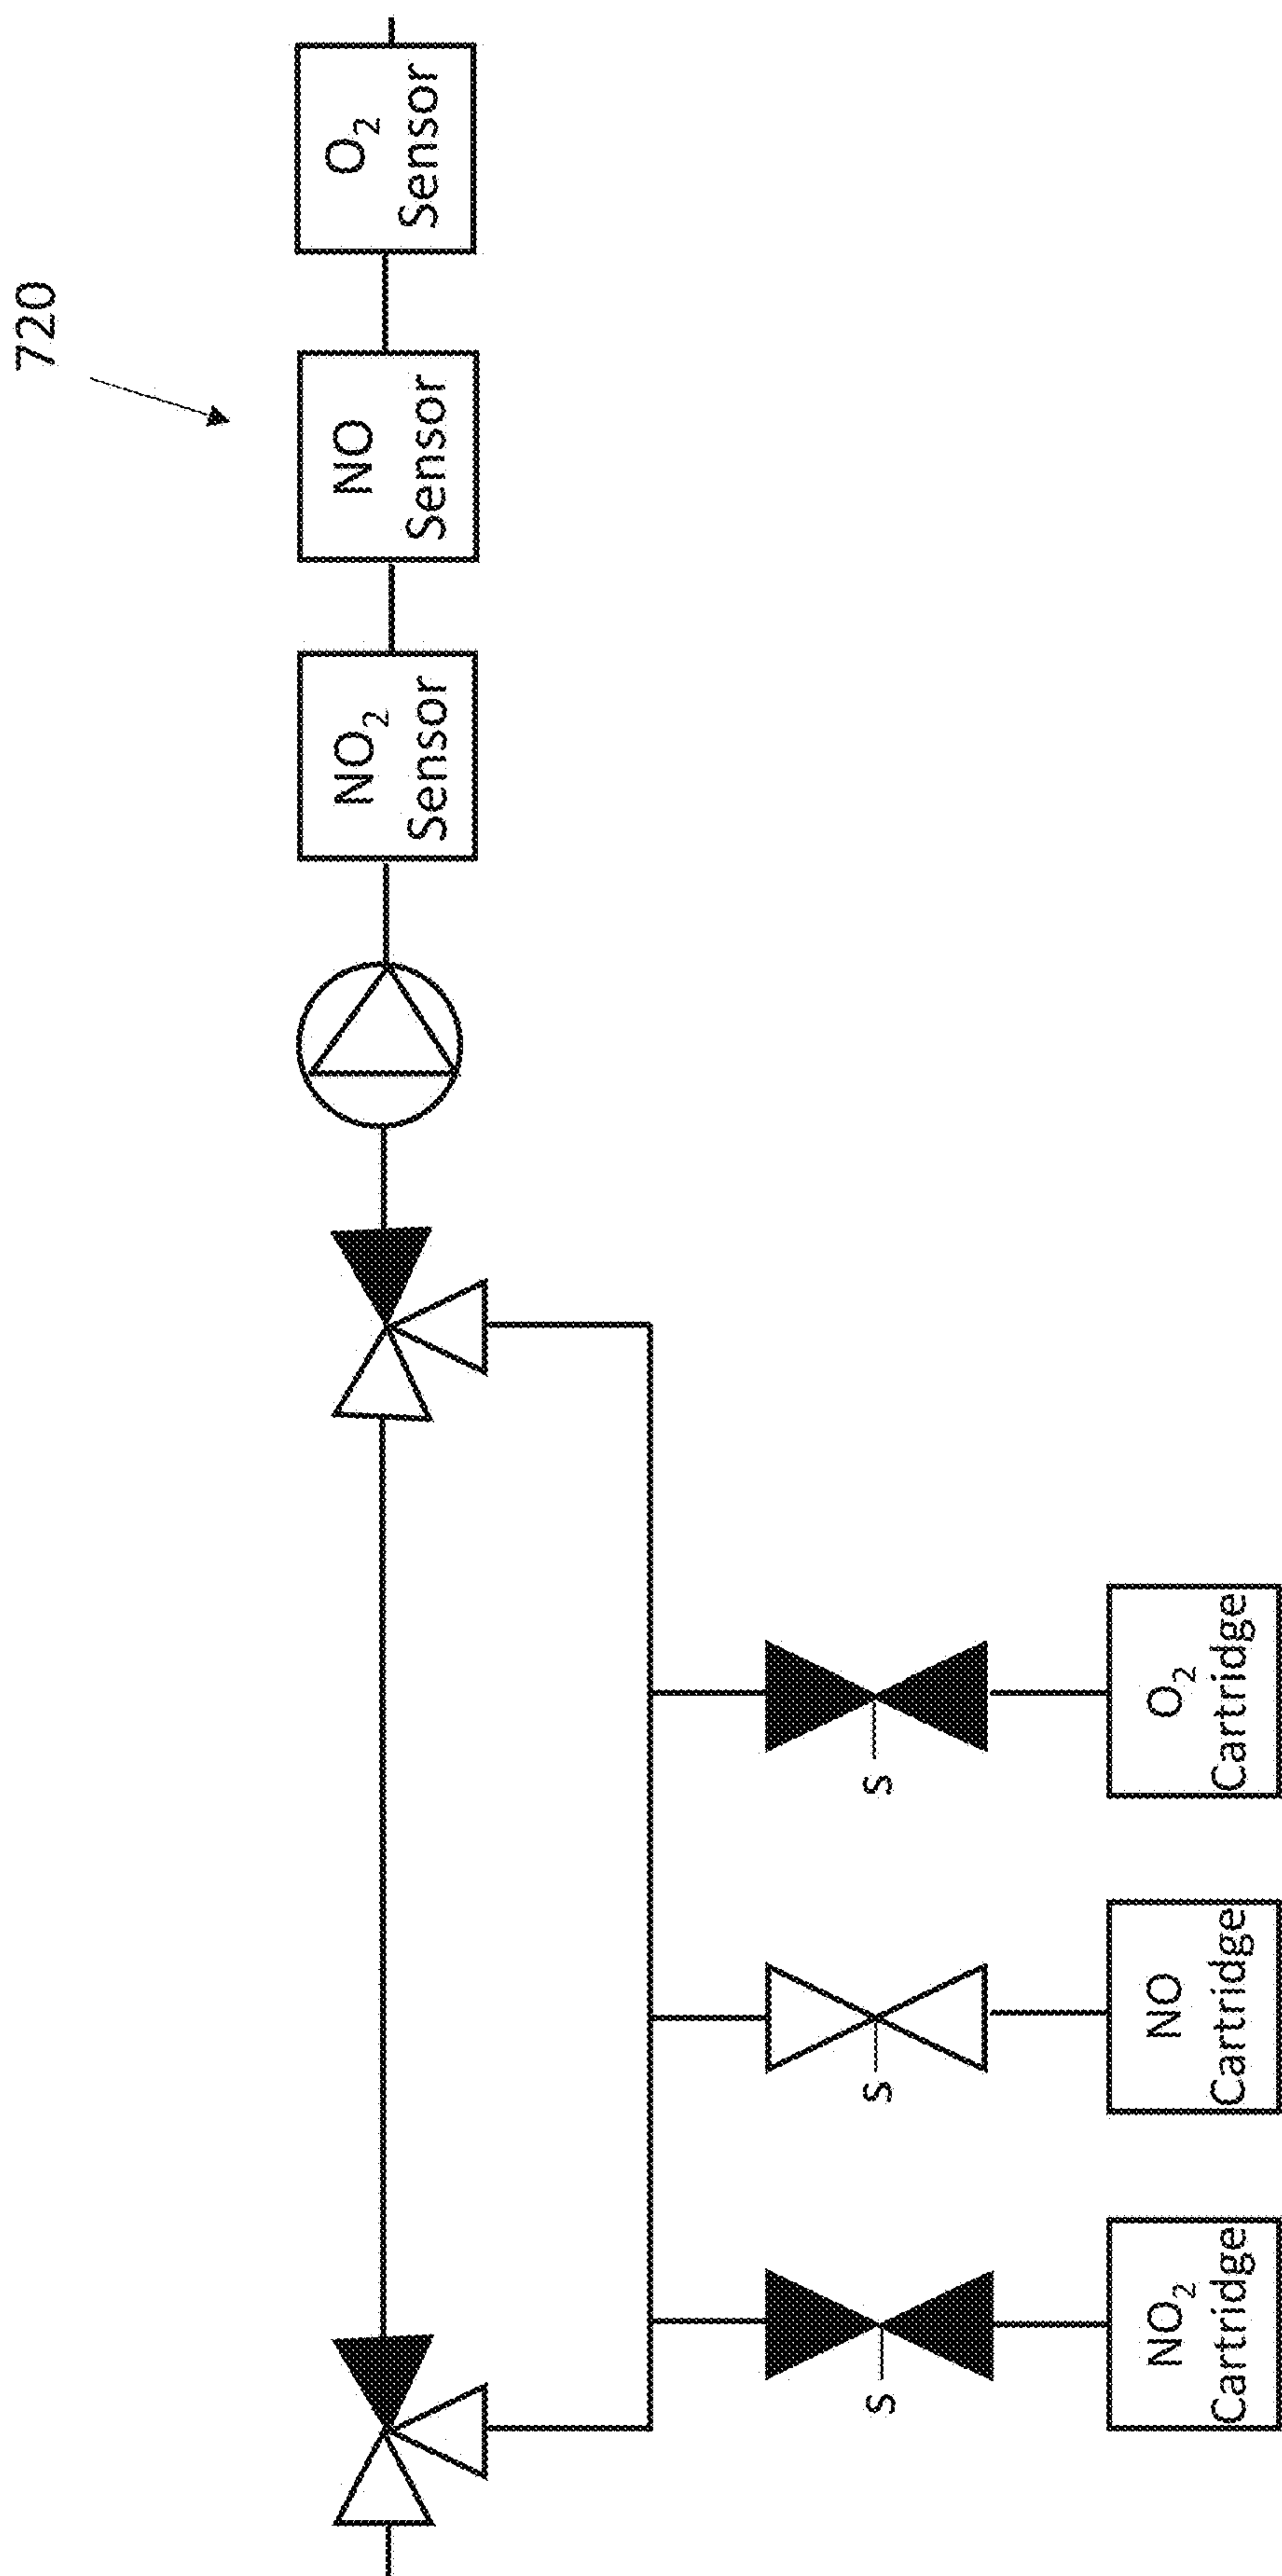 720
NO₂
Sensor
NO
Sensor
O₂
Sensor
S
S
S
NO₂
Cartridge
NO
Cartridge
O₂
Cartridge